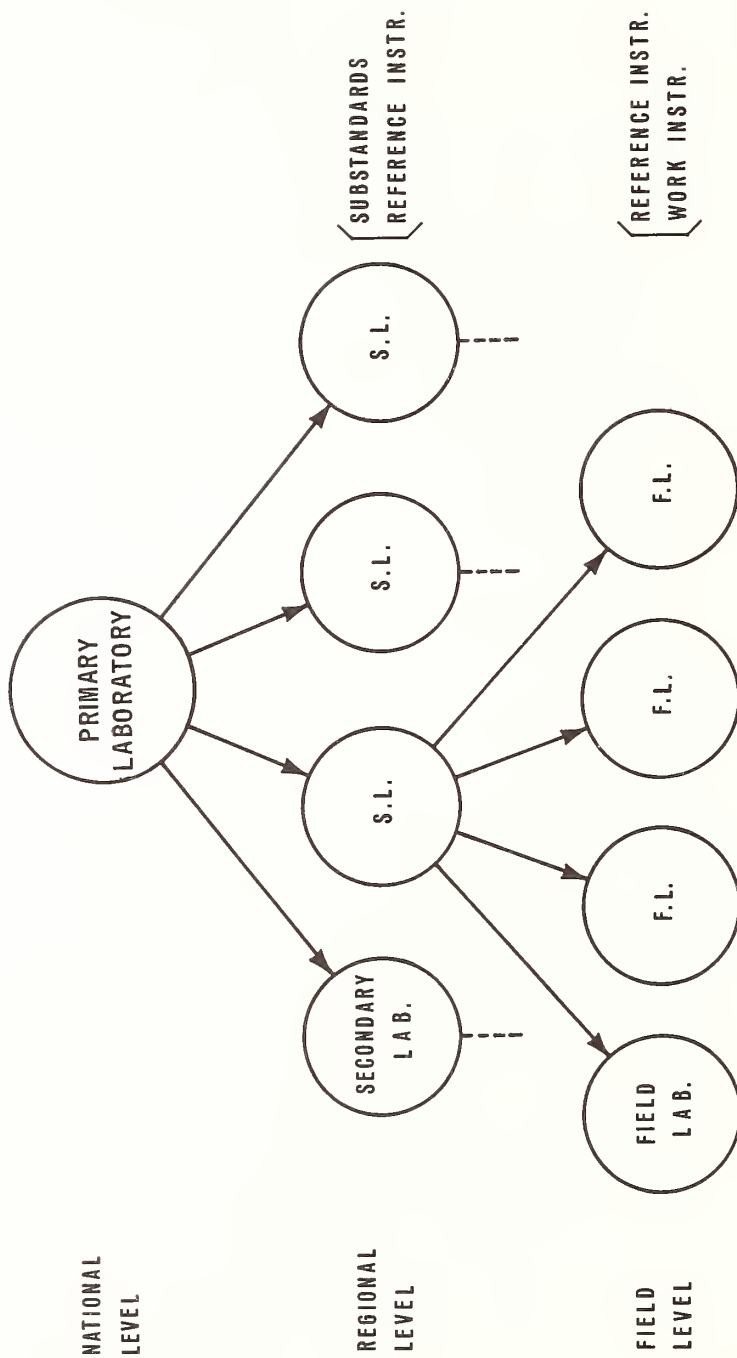 NATIONAL
LEVEL
PRIMARY
LABORATORY
REGIONAL
LEVEL
SECONDARY
LAB.
S.L.
S.L.
S.L.
SUBSTANDARDS
REFERENCE INSTR.
FIELD
LEVEL
FIELD
LAB.
F.L.
F.L.
F.L.
REFERENCE INSTR.
WORK INSTR.